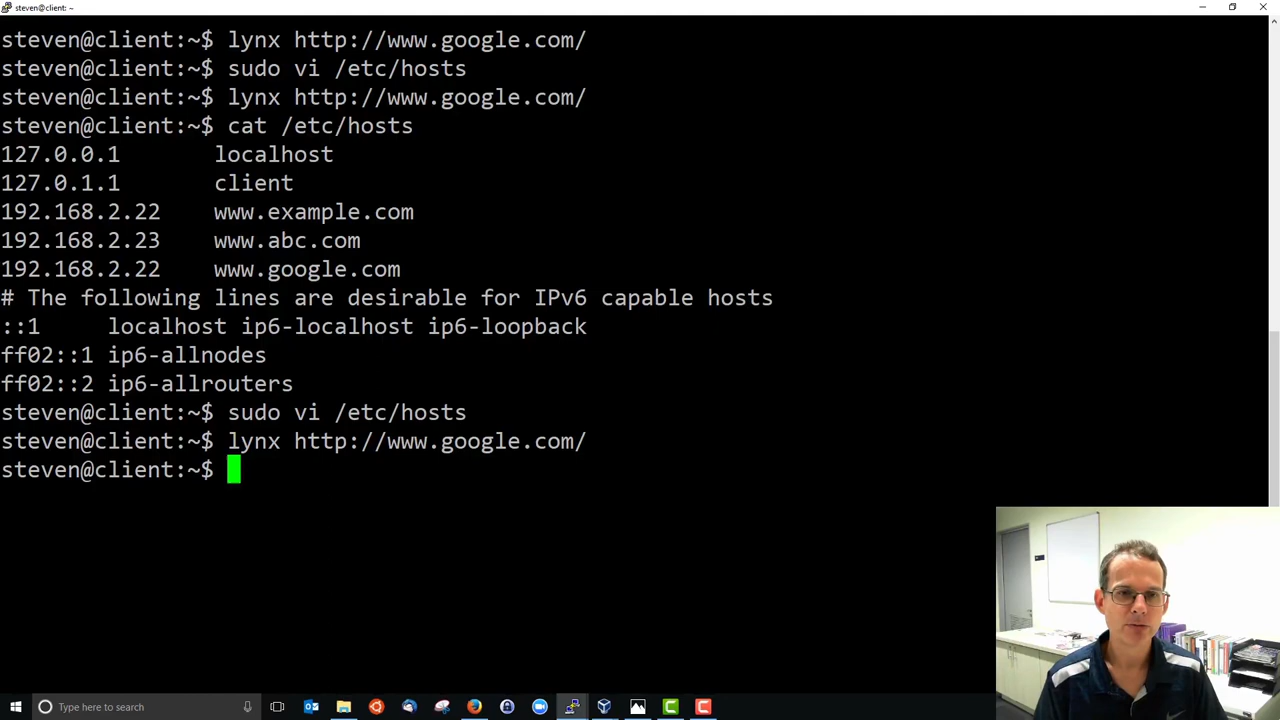 steven@client: ~
steven@client:~$ lynx http://www.google.com/
steven@client:~$ sudo vi /etc/hosts
steven@client:~$ lynx http://www.google.com/
steven@client:~$ cat /etc/hosts
127.0.0.1       localhost
127.0.1.1       client
192.168.2.22    www.example.com
192.168.2.23    www.abc.com
192.168.2.22    www.google.com
# The following lines are desirable for IPv6 capable hosts
::1     localhost ip6-localhost ip6-loopback
ff02::1 ip6-allnodes
ff02::2 ip6-allrouters
steven@client:~$ sudo vi /etc/hosts
steven@client:~$ lynx http://www.google.com/
steven@client:~$
Type here to search